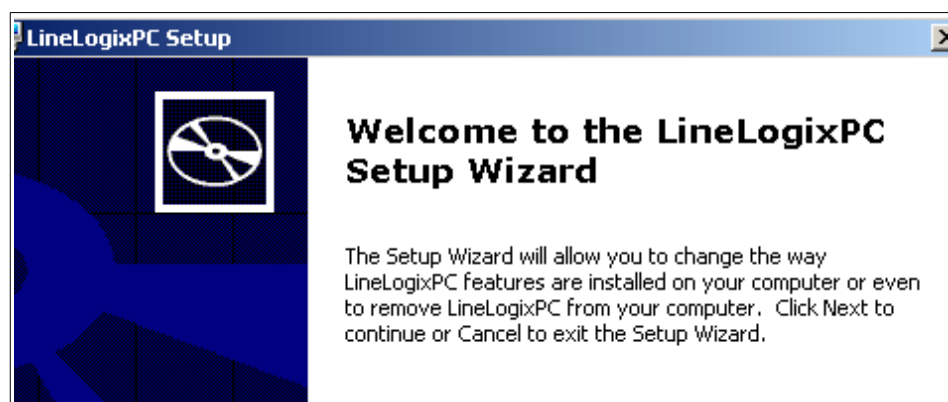 LineLogixPC Setup
Welcome to the LineLogixPC
Setup Wizard
The Setup Wizard will allow you to change the way
LineLogixPC features are installed on your computer or even
to remove LineLogixPC from your computer.  Click Next to
continue or Cancel to exit the Setup Wizard.